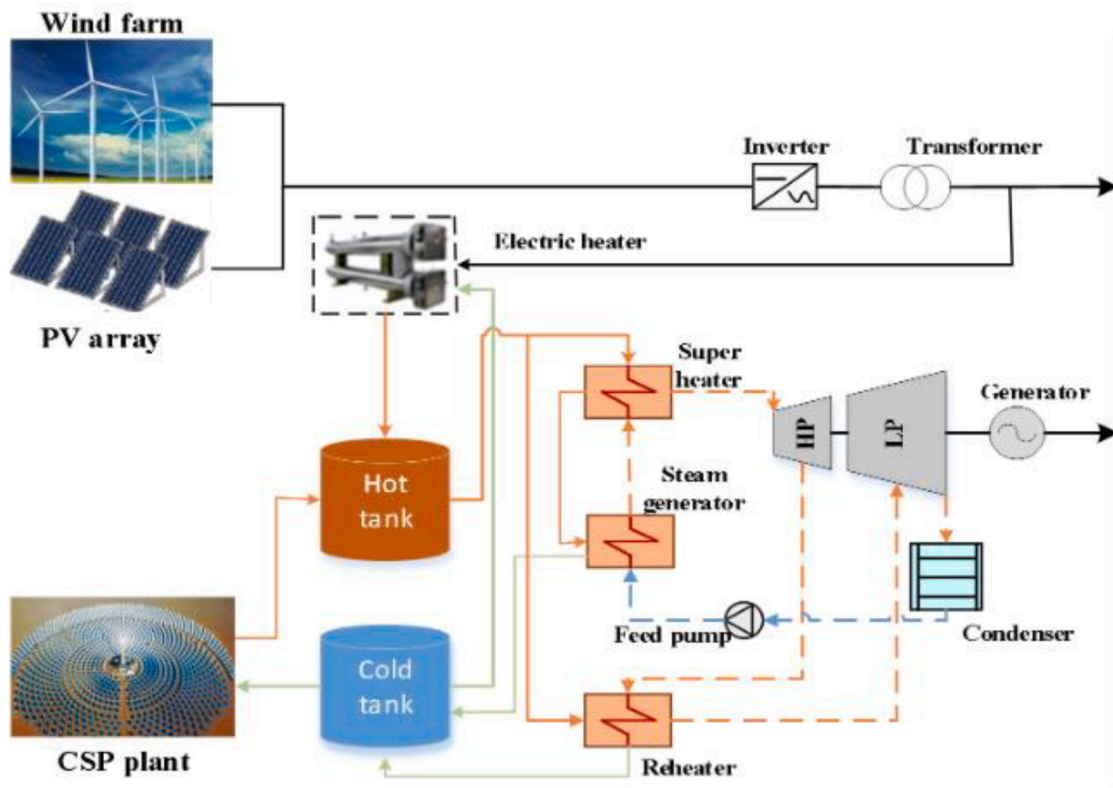 Wind farm
Inverter
Transformer
Electric heater
PV array
Super
heater
Generator
HP
LP
Hot
tank
Steam
generator
Feed pump
Condenser
Cold
tank
CSP plant
Reheater